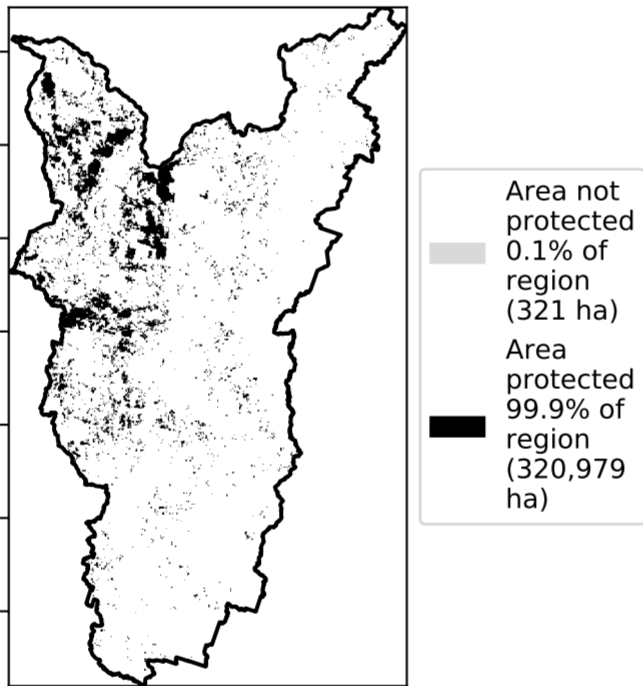 Area not
protected
0.1% of
region
(321 ha)
Area
protected
99.9% of
region
(320,979
ha)